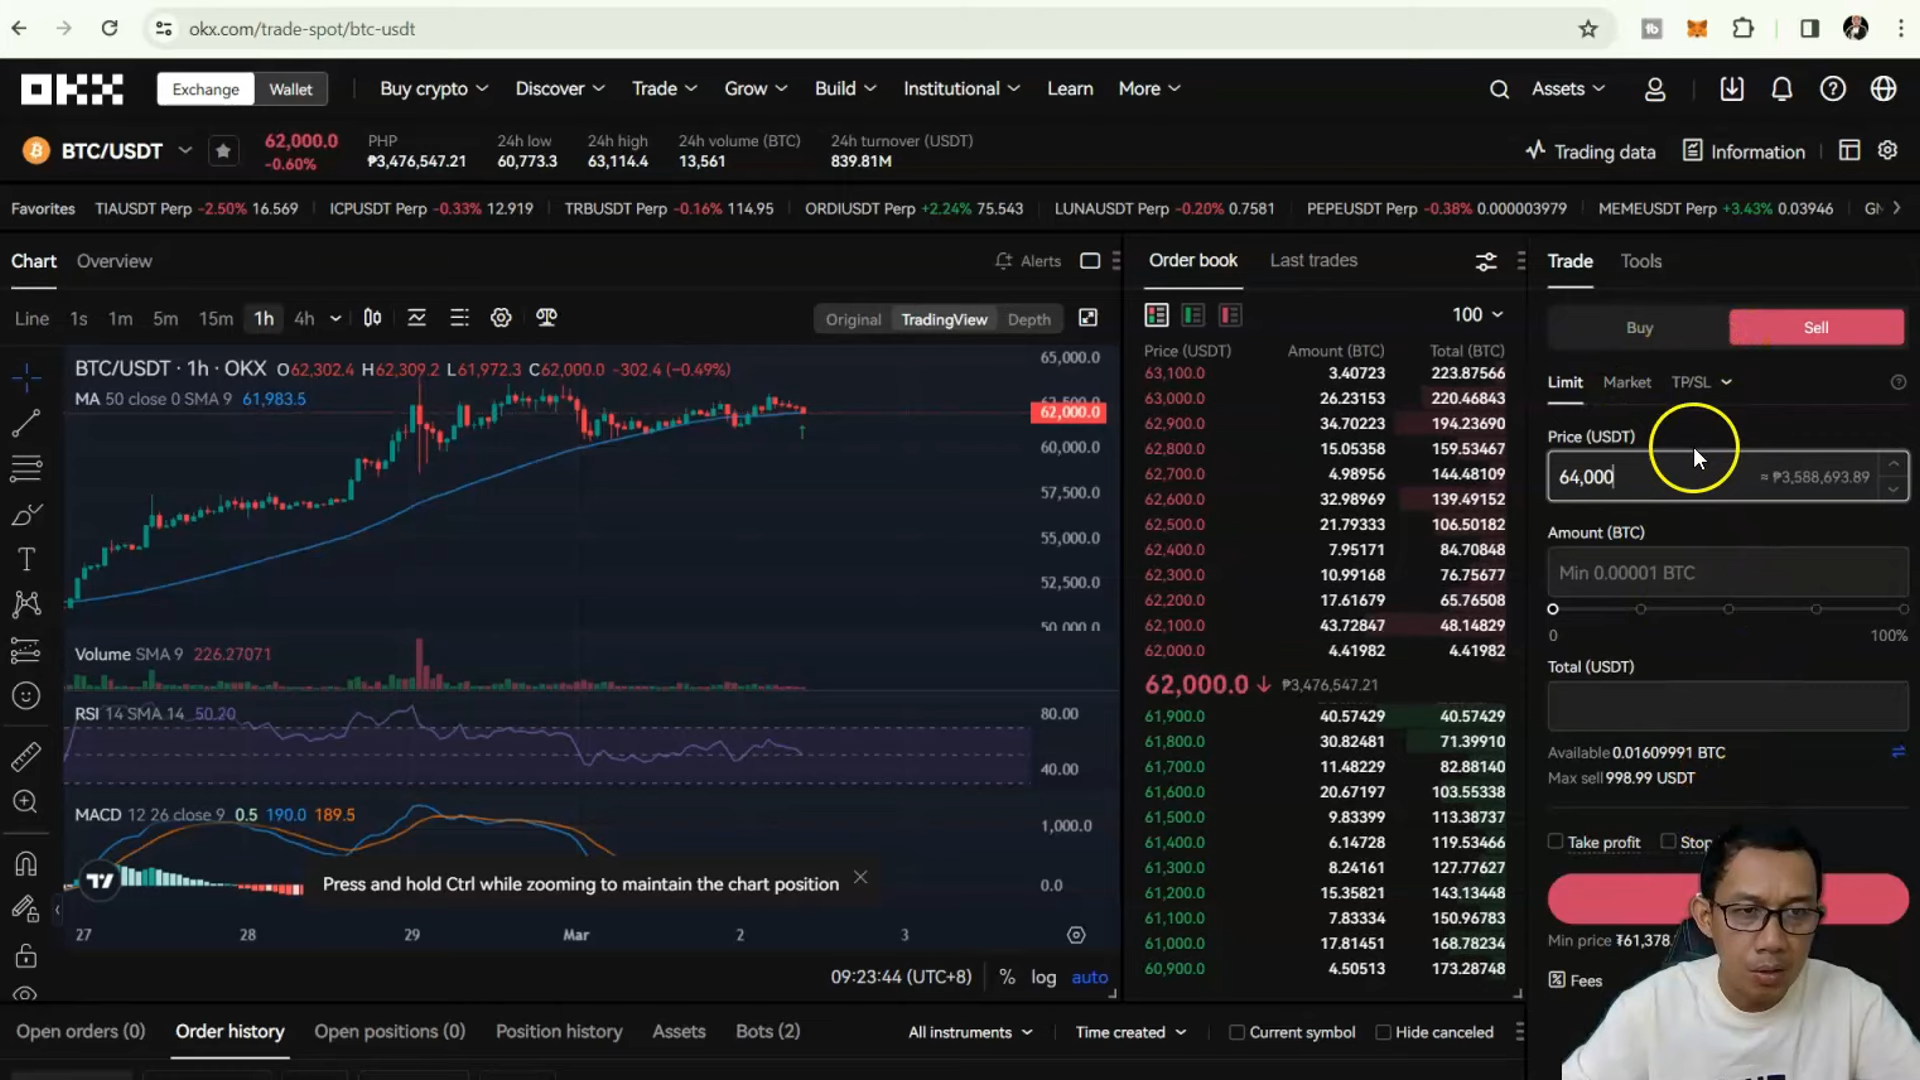 okx.com/trade-spot/btc-usdt
OKX
Exchange Wallet Buy crypto Discover Trade Grow Build Institutional Learn More Assets
BTC/USDT 62,000.0 -0.60% PHP ₱3,476,547.21 24h low 60,773.3 24h high 63,114.4 24h volume (BTC) 13,561 24h turnover (USDT) 839.81M Trading data Information
Favorites TIAUSDT Perp -2.50% 16.569 ICPUSDT Perp -0.33% 12.919 TRBUSDT Perp -0.16% 114.95 ORDIUSDT Perp +2.24% 75.543 LUNAUSDT Perp -0.20% 0.7581 PEPEUSDT Perp -0.38% 0.000003979 MEMEUSDT Perp +3.43% 0.03946
Chart Overview Alerts
Line 1s 1m 5m 15m 1h 4h Original TradingView Depth
BTC/USDT · 1h · OKX O62,302.4 H62,309.2 L61,972.3 C62,000.0 -302.4 (−0.49%)
MA 50 close 0 SMA 9 61,983.5
65,000.0
62,000.0
60,000.0
57,500.0
55,000.0
52,500.0
50,000.0
Volume SMA 9 226.27071
RSI 14 SMA 14 50.20
80.00
40.00
MACD 12 26 close 9 0.5 190.0 189.5
1,000.0
0.0
Press and hold Ctrl while zooming to maintain the chart position
27 28 29 Mar 2 3
09:23:44 (UTC+8) % log auto
Order book Last trades
100
Price (USDT) Amount (BTC) Total (BTC)
63,100.0 3.40723 223.87566
63,000.0 26.23153 220.46843
62,900.0 34.70223 194.23690
62,800.0 15.05358 159.53467
62,700.0 4.98956 144.48109
62,600.0 32.98969 139.49152
62,500.0 21.79333 106.50182
62,400.0 7.95171 84.70848
62,300.0 10.99168 76.75677
62,200.0 17.61679 65.76508
62,100.0 43.72847 48.14829
62,000.0 4.41982 4.41982
62,000.0 ↓ ₱3,476,547.21
61,900.0 40.57429 40.57429
61,800.0 30.82481 71.39910
61,700.0 11.48229 82.88140
61,600.0 20.67197 103.55338
61,500.0 9.83399 113.38737
61,400.0 6.14728 119.53466
61,300.0 8.24161 127.77627
61,200.0 15.35821 143.13448
61,100.0 7.83334 150.96783
61,000.0 17.81451 168.78234
60,900.0 4.50513 173.28748
Trade Tools
Buy Sell
Limit Market TP/SL
Price (USDT)
64,000 ≈ ₱3,588,693.89
Amount (BTC)
Min 0.00001 BTC
0 100%
Total (USDT)
Available 0.01609991 BTC
Max sell 998.99 USDT
Take profit Stop
Min price ₮61,378.
Fees
Open orders (0) Order history Open positions (0) Position history Assets Bots (2) All instruments Time created Current symbol Hide canceled